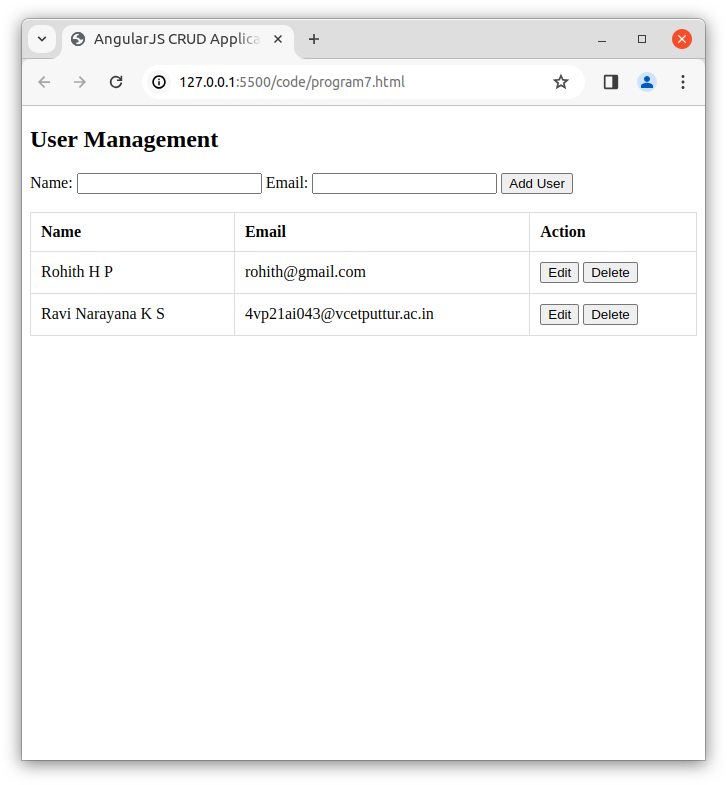 AngularJS CRUD Applica
127.0.0.1:5500/code/program7.html
User Management
Name: Email: Add User
Name Email Action
Rohith H P rohith@gmail.com Edit Delete
Ravi Narayana K S 4vp21ai043@vcetputtur.ac.in Edit Delete